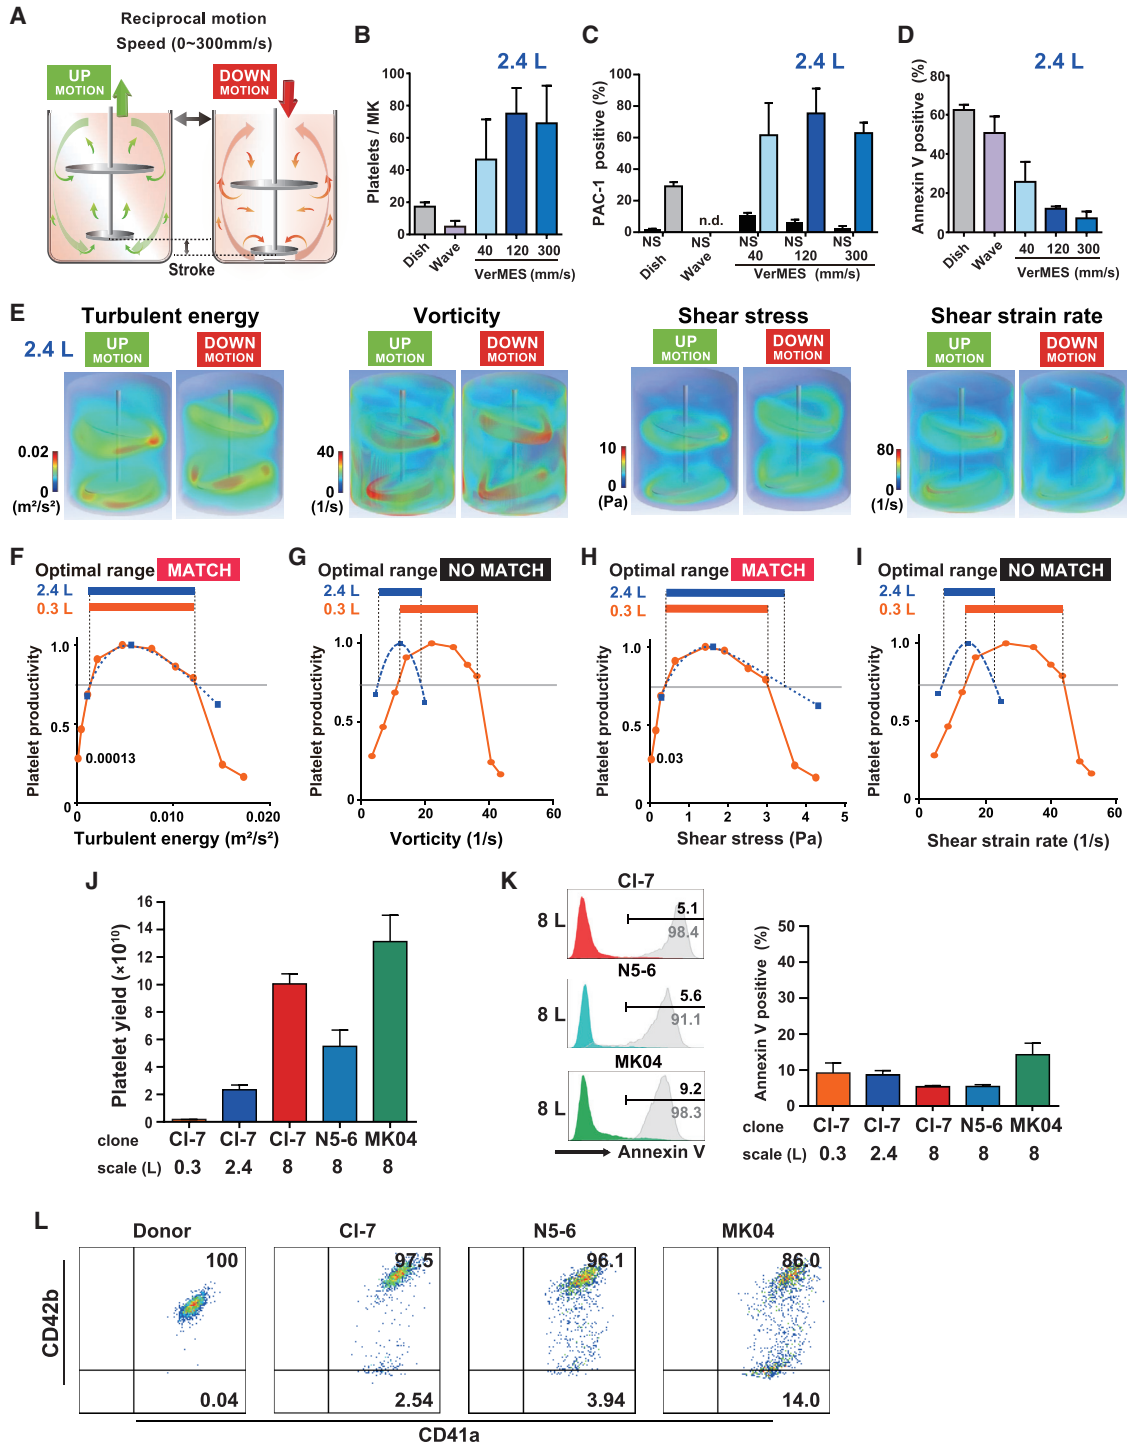 A
Reciprocal motion
Speed (0~300mm/s)
UP
MOTION
DOWN
MOTION
Stroke
B
2.4 L
Platelets / MK
100
80
60
40
20
0
Dish
Wave
40 120 300
VerMES (mm/s)
C
2.4 L
PAC-1 positive (%)
100
80
60
40
20
0
n.d.
NS NS NS NS NS
Dish
Wave
40 120 300
VerMES (mm/s)
D
2.4 L
Annexin V positive (%)
80
60
40
20
0
Dish
Wave
40 120 300
VerMES (mm/s)
E
2.4 L
Turbulent energy
UP
MOTION
DOWN
MOTION
0.02
0
(m²/s²)
Vorticity
UP
MOTION
DOWN
MOTION
40
0
(1/s)
Shear stress
UP
MOTION
DOWN
MOTION
10
0
(Pa)
Shear strain rate
UP
MOTION
DOWN
MOTION
80
0
(1/s)
F
Optimal range MATCH
2.4 L
0.3 L
Platelet productivity
1.0
0.5
0
0.00013
0 0.010 0.020
Turbulent energy (m²/s²)
G
Optimal range NO MATCH
2.4 L
0.3 L
Platelet productivity
1.0
0.5
0
0 20 40 60
Vorticity (1/s)
H
Optimal range MATCH
2.4 L
0.3 L
Platelet productivity
1.0
0.5
0
0.03
0 1 2 3 4 5
Shear stress (Pa)
I
Optimal range NO MATCH
2.4 L
0.3 L
Platelet productivity
1.0
0.5
0
0 20 40 60
Shear strain rate (1/s)
J
Platelet yield (×10¹⁰)
16
14
12
10
8
6
4
2
0
clone CI-7 CI-7 CI-7 N5-6 MK04
scale (L) 0.3 2.4 8 8 8
K
CI-7
8 L
5.1
98.4
N5-6
8 L
5.6
91.1
MK04
8 L
9.2
98.3
Annexin V
Annexin V positive (%)
50
40
30
20
10
0
clone CI-7 CI-7 CI-7 N5-6 MK04
scale (L) 0.3 2.4 8 8 8
L
Donor CI-7 N5-6 MK04
CD42b
100 97.5 96.1 86.0
0.04 2.54 3.94 14.0
CD41a